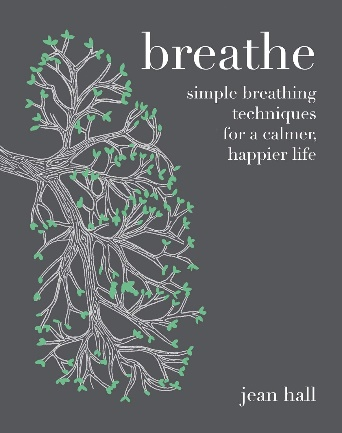 breathe
simple breathing
techniques
for a calmer,
happier life
jean hall